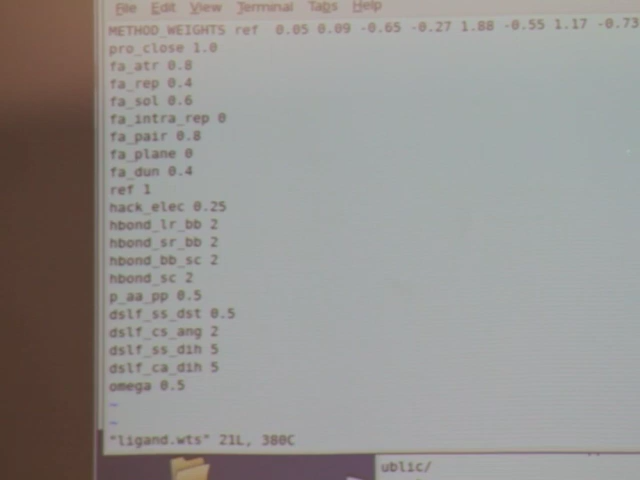 File Edit View Terminal Tabs Help
METHOD_WEIGHTS ref 0.05 0.09 -0.65 -0.27 1.88 -0.55 1.17 -0.73
pro_close 1.0
fa_atr 0.8
fa_rep 0.4
fa_sol 0.6
fa_intra_rep 0
fa_pair 0.8
fa_plane 0
fa_dun 0.4
ref 1
hack_elec 0.25
hbond_lr_bb 2
hbond_sr_bb 2
hbond_bb_sc 2
hbond_sc 2
p_aa_pp 0.5
dslf_ss_dst 0.5
dslf_cs_ang 2
dslf_ss_dih 5
dslf_ca_dih 5
omega 0.5
~
~
"ligand.wts" 21L, 380C
ublic/